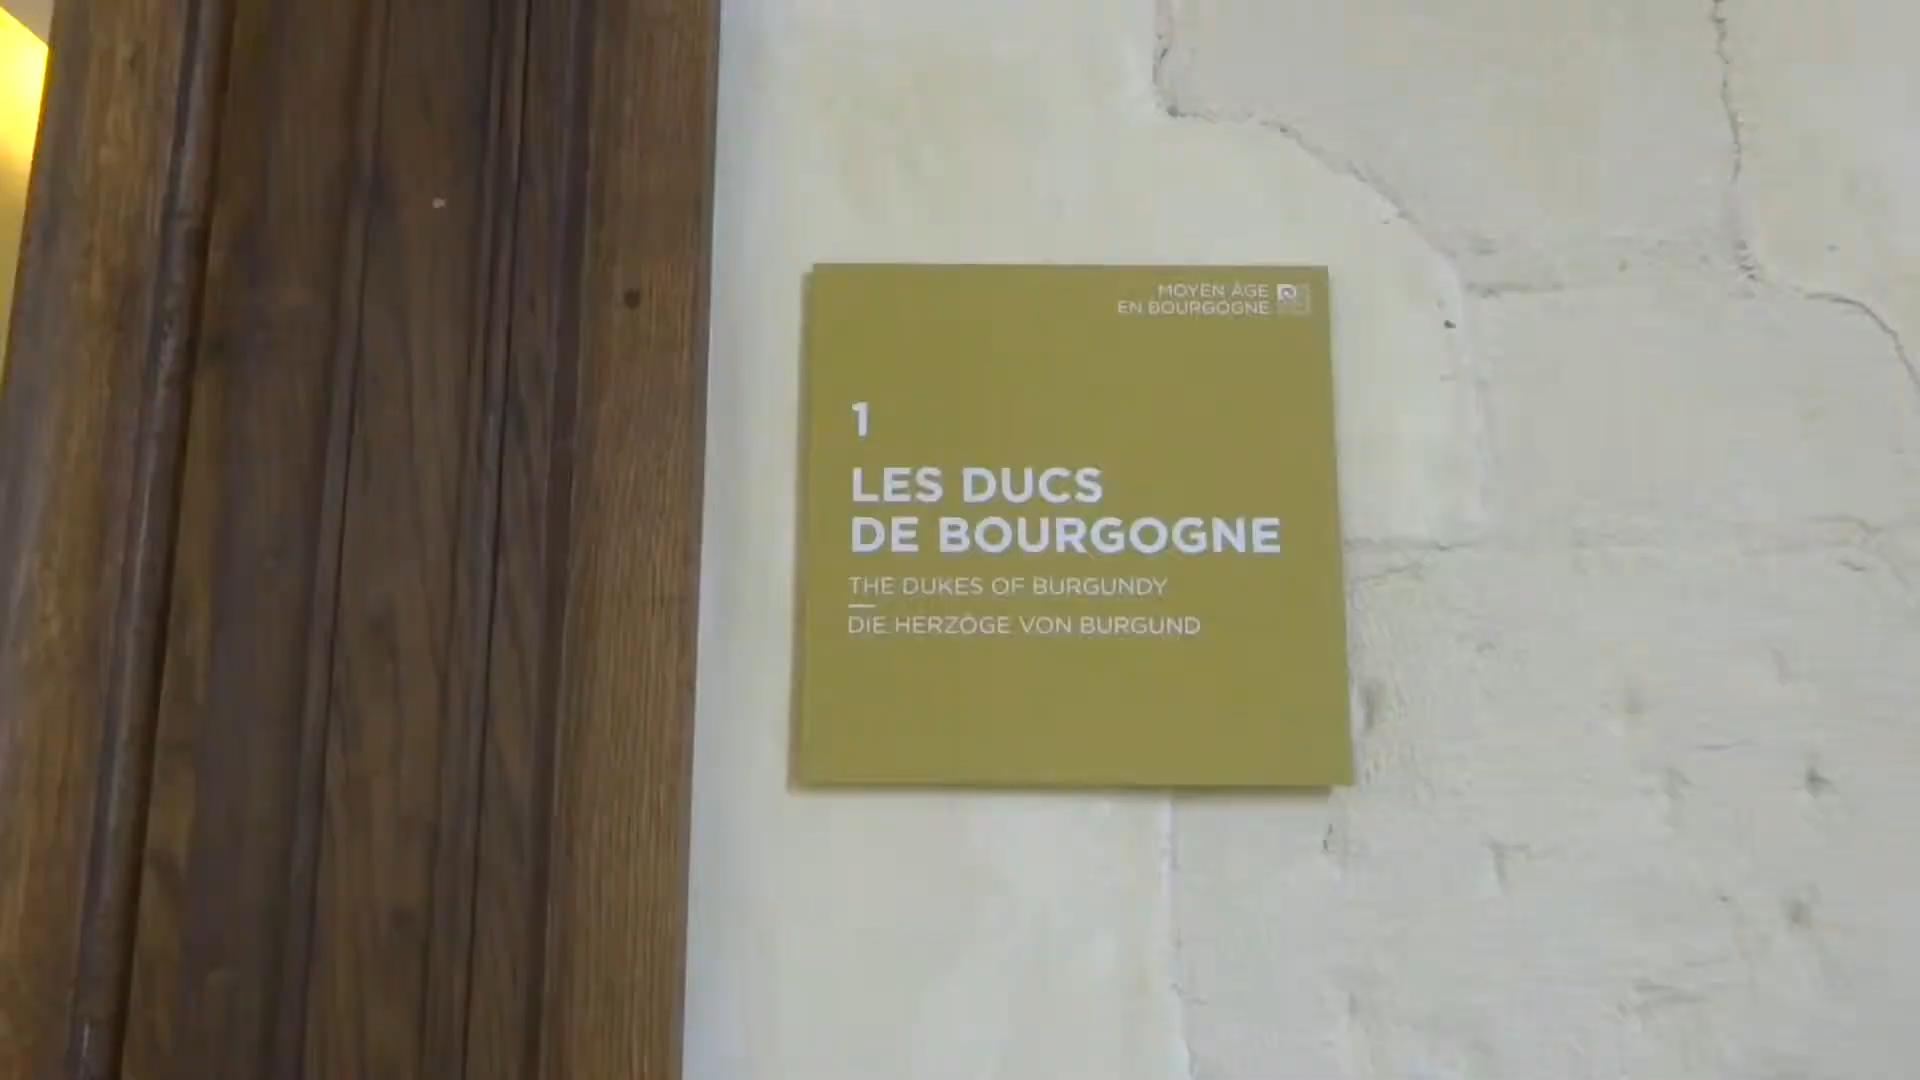 MOYEN ÂGE
EN BOURGOGNE
1
LES DUCS
DE BOURGOGNE
THE DUKES OF BURGUNDY
DIE HERZÖGE VON BURGUND